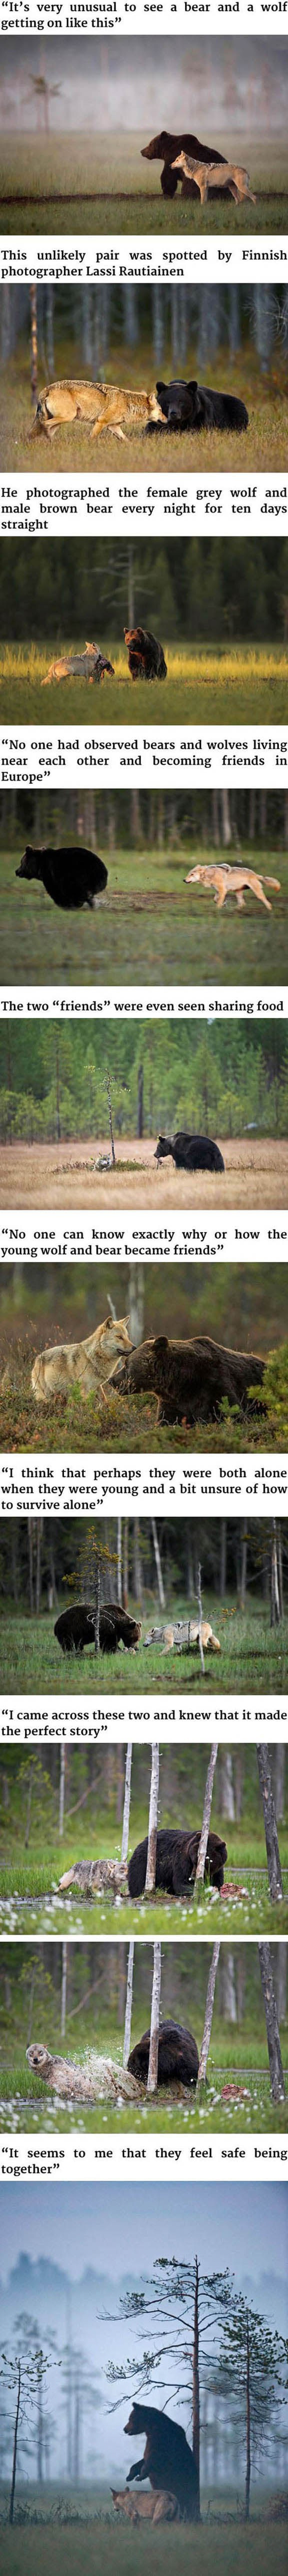 “It’s very unusual to see a bear and a wolf
getting on like this”
This unlikely pair was spotted by Finnish
photographer Lassi Rautiainen
He photographed the female grey wolf and
male brown bear every night for ten days
straight
“No one had observed bears and wolves living
near each other and becoming friends in
Europe”
The two “friends” were even seen sharing food
“No one can know exactly why or how the
young wolf and bear became friends”
“I think that perhaps they were both alone
when they were young and a bit unsure of how
to survive alone”
“I came across these two and knew that it made
the perfect story”
“It seems to me that they feel safe being
together”